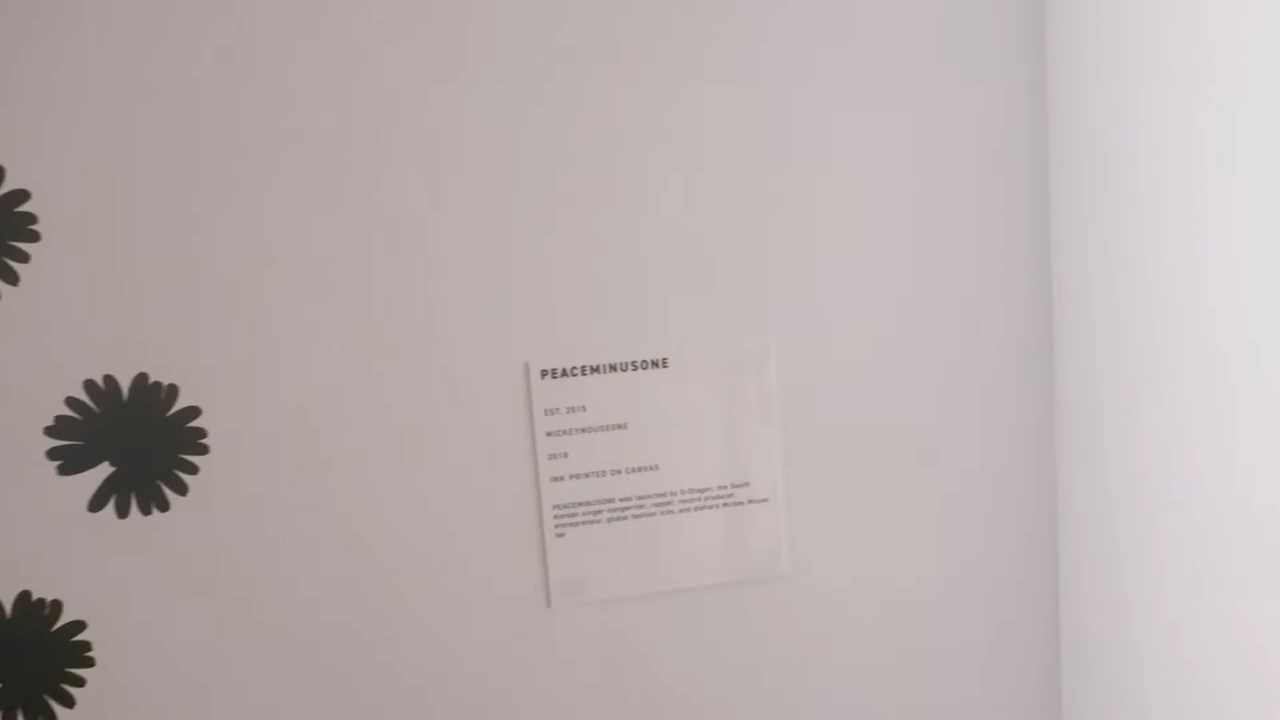 PEACEMINUSONE
EST. 2015
MICKEYMOUSEONE
2018
INK PRINTED ON CANVAS
PEACEMINUSONE was launched by G-Dragon, the South
Korean singer-songwriter, rapper, record producer,
entrepreneur, global fashion icon, and diehard Mickey Mouse
fan